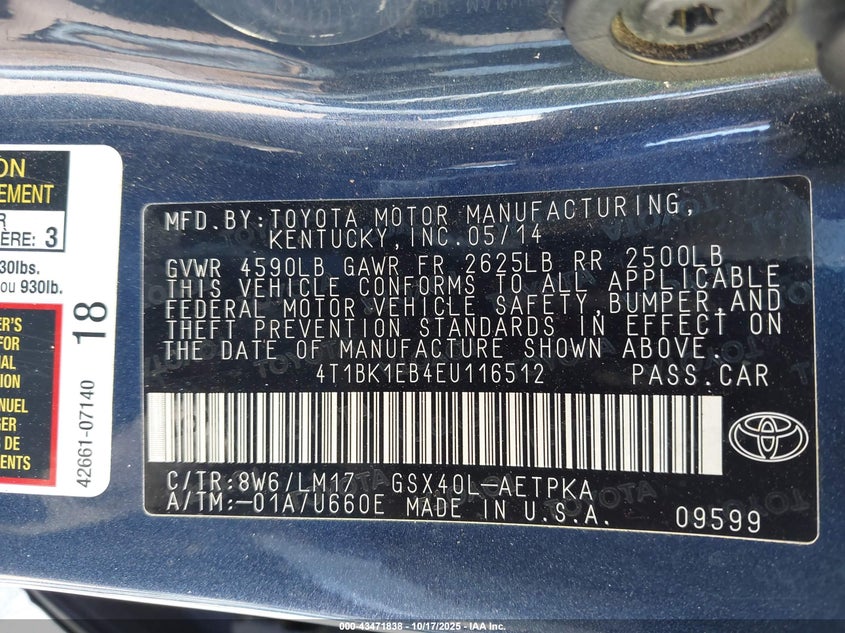 ON
EMENT
R
ÈRE: 3
30lbs.
ou 930lb.
18
42661-07140
ER'S
FOR
IAL
TION
NUEL
DE
ENTS
MFD.BY:TOYOTA MOTOR MANUFACTURING,
KENTUCKY,INC.05/14
GVWR 4590LB GAWR FR 2625LB RR 2500LB
THIS VEHICLE CONFORMS TO ALL APPLICABLE
FEDERAL MOTOR VEHICLE SAFETY,BUMPER,AND
THEFT PREVENTION STANDARDS IN EFFECT ON
THE DATE OF MANUFACTURE SHOWN ABOVE.
4T1BK1EB4EU116512 PASS.CAR
C/TR:8W6/LM17 GSX40L-AETPKA
A/TM:-01A/U660E MADE IN U.S.A. 09599
000-43471838 - 10/17/2025 - IAA Inc.